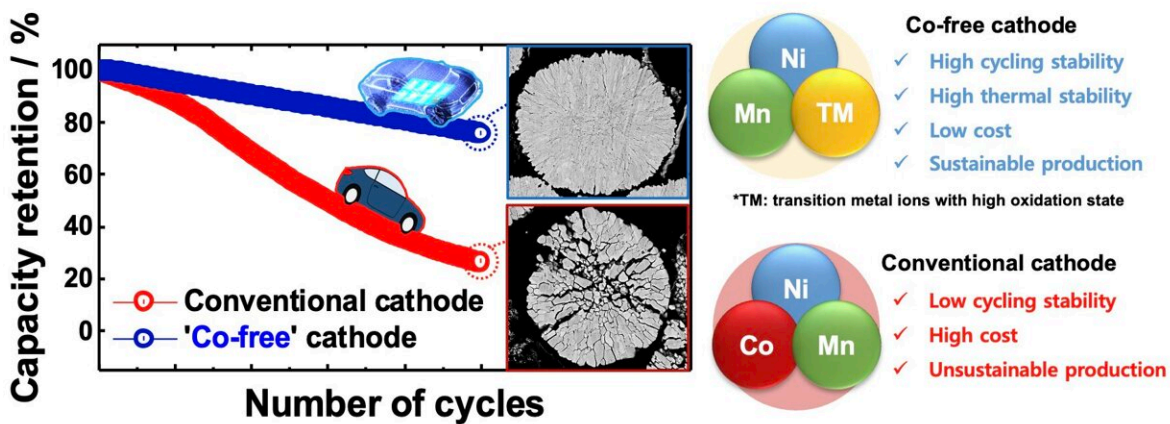 Capacity retention / %
100
80
60
40
20
0
Conventional cathode
'Co-free' cathode
Number of cycles
Ni
Mn
TM
Co-free cathode
✓ High cycling stability
✓ High thermal stability
✓ Low cost
✓ Sustainable production
*TM: transition metal ions with high oxidation state
Ni
Co
Mn
Conventional cathode
✓ Low cycling stability
✓ High cost
✓ Unsustainable production